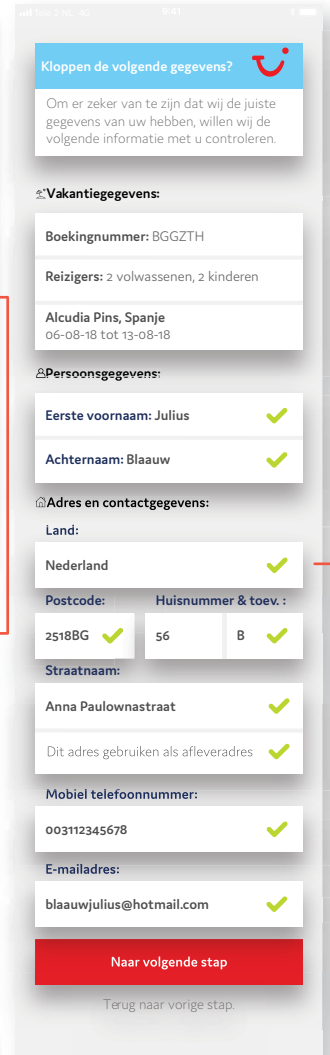 9:41
Kloppen de volgende gegevens?
Om er zeker van te zijn dat wij de juiste
gegevens van uw hebben, willen wij de
volgende informatie met u controleren.
Vakantiegegevens:
Boekingnummer: BGGZTH
Reizigers: 2 volwassenen, 2 kinderen
Alcudia Pins, Spanje
06-08-18 tot 13-08-18
Persoonsgegevens:
Eerste voornaam: Julius
Achternaam: Blaauw
Adres en contactgegevens:
Land:
Nederland
Postcode: Huisnummer & toev. :
2518BG 56 B
Straatnaam:
Anna Paulownastraat
Dit adres gebruiken als afleveradres
Mobiel telefoonnummer:
003112345678
E-mailadres:
blaauwjulius@hotmail.com
Naar volgende stap
Terug naar vorige stap.